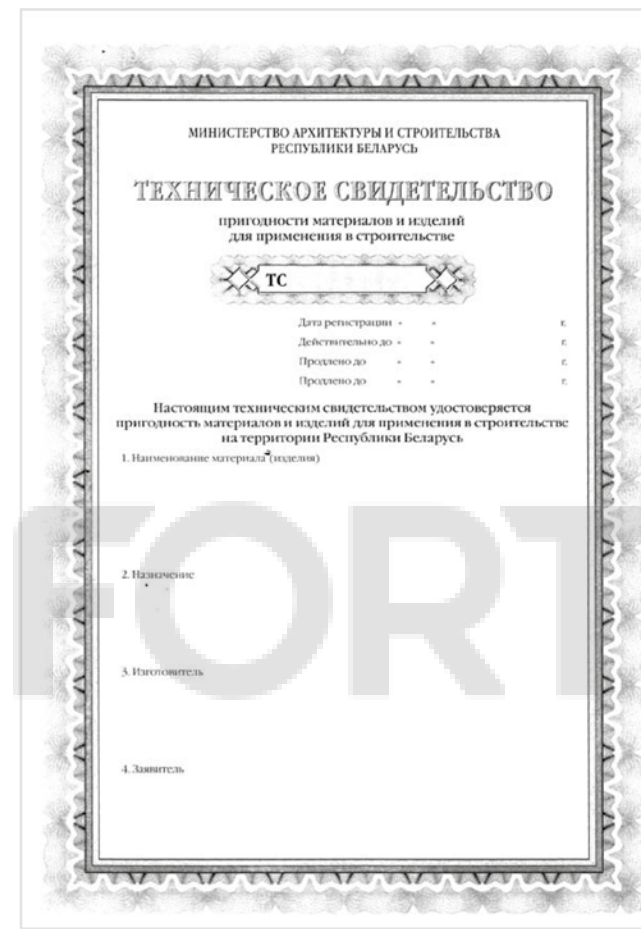 МИНИСТЕРСТВО АРХИТЕКТУРЫ И СТРОИТЕЛЬСТВА
РЕСПУБЛИКИ БЕЛАРУСЬ
ТЕХНИЧЕСКОЕ СВИДЕТЕЛЬСТВО
пригодности материалов и изделий
для применения в строительстве
ТС
Дата регистрации « » г.
Действительно до « » г.
Продлено до « » г.
Продлено до « » г.
Настоящим техническим свидетельством удостоверяется
пригодность материалов и изделий для применения в строительстве
на территории Республики Беларусь
1. Наименование материала (изделия)
FORT
2. Назначение
3. Изготовитель
4. Заявитель